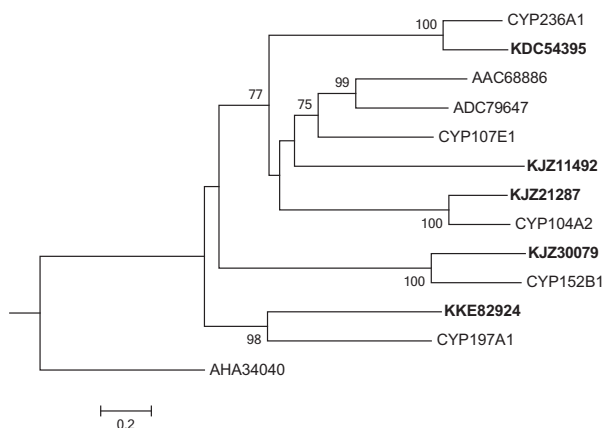 CYP236A1
100
KDC54395
AAC68886
99
77
75
ADC79647
CYP107E1
KJZ11492
KJZ21287
100
CYP104A2
KJZ30079
100
CYP152B1
KKE82924
98
CYP197A1
AHA34040
0.2